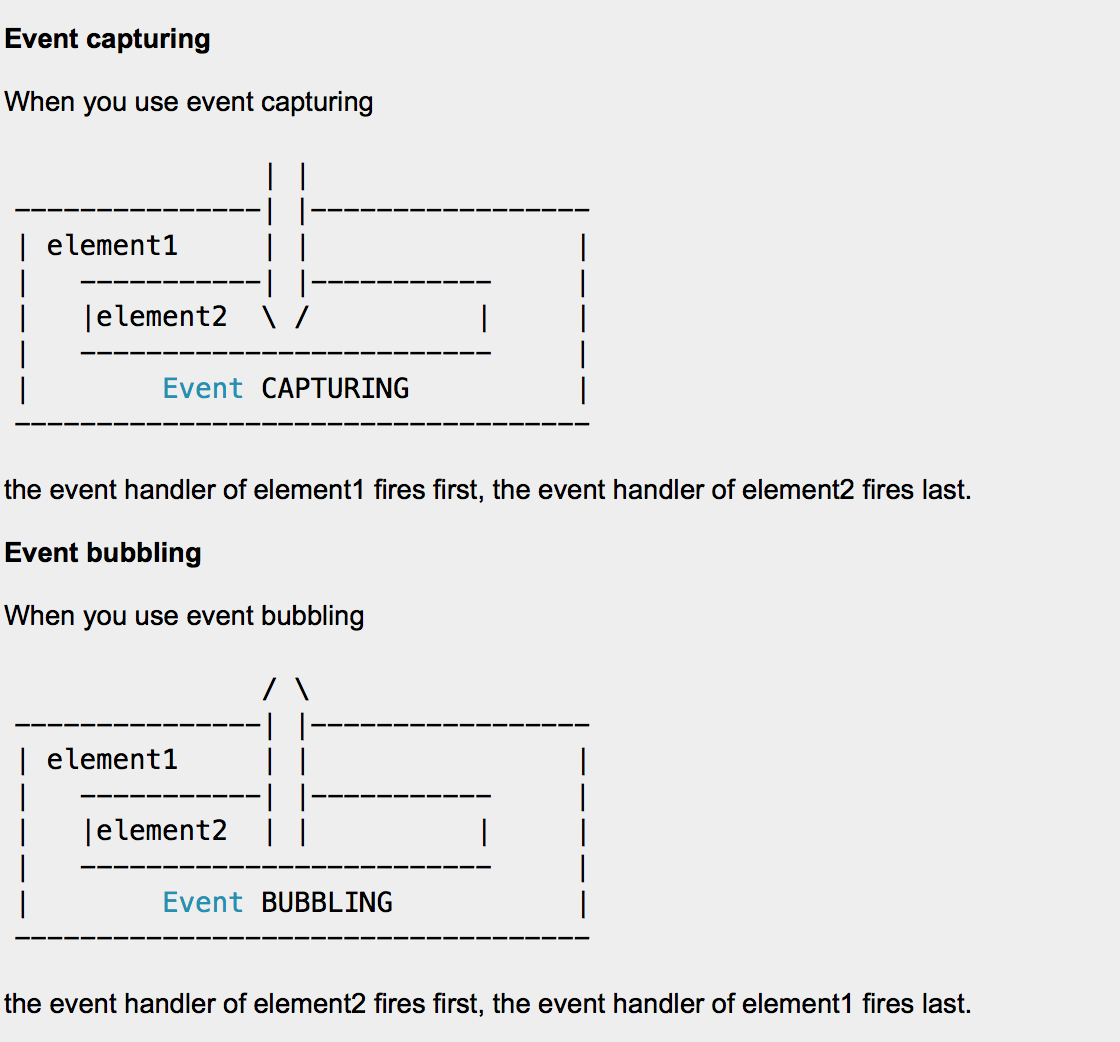 Event capturing
When you use event capturing
               | |
---------------| |-----------------
| element1     | |                |
|   -----------| |-----------     |
|   |element2  \ /          |     |
|   -------------------------     |
|        Event CAPTURING          |
-----------------------------------
the event handler of element1 fires first, the event handler of element2 fires last.
Event bubbling
When you use event bubbling
               / \
---------------| |-----------------
| element1     | |                |
|   -----------| |-----------     |
|   |element2  | |          |     |
|   -------------------------     |
|        Event BUBBLING           |
-----------------------------------
the event handler of element2 fires first, the event handler of element1 fires last.